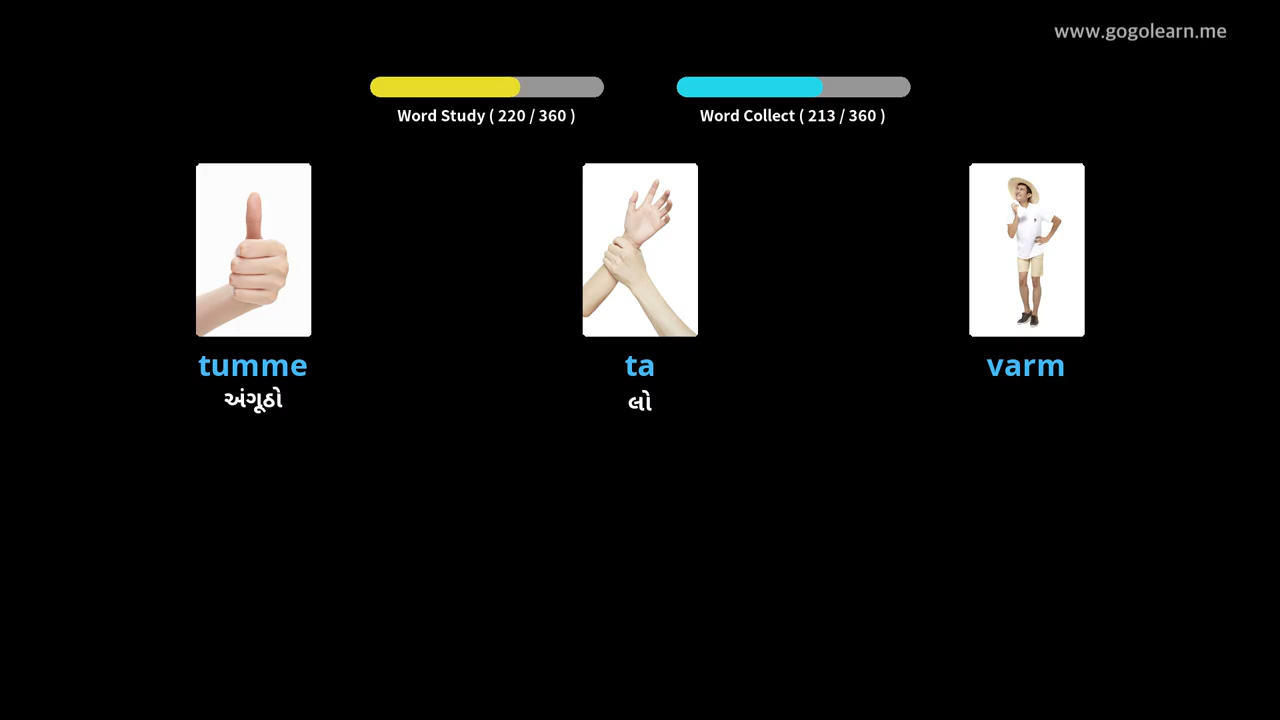 www.gogolearn.me
Word Study ( 220 / 360 )
Word Collect ( 213 / 360 )
tumme
ta
varm
અંગૂઠો
લો